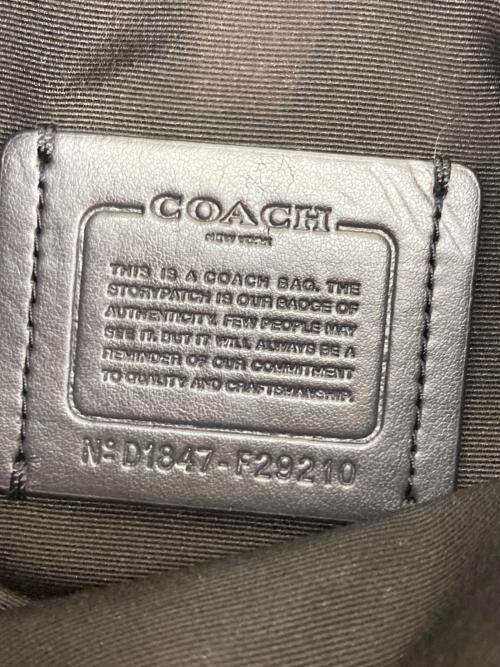 COACH
NEW YORK
THIS IS A COACH BAG. THE
STORYPATCH IS OUR BADGE OF
AUTHENTICITY. FEW PEOPLE MAY
SEE IT, BUT IT WILL ALWAYS BE A
REMINDER OF OUR COMMITMENT
TO QUALITY AND CRAFTSMANSHIP.
Nº D1847-F29210